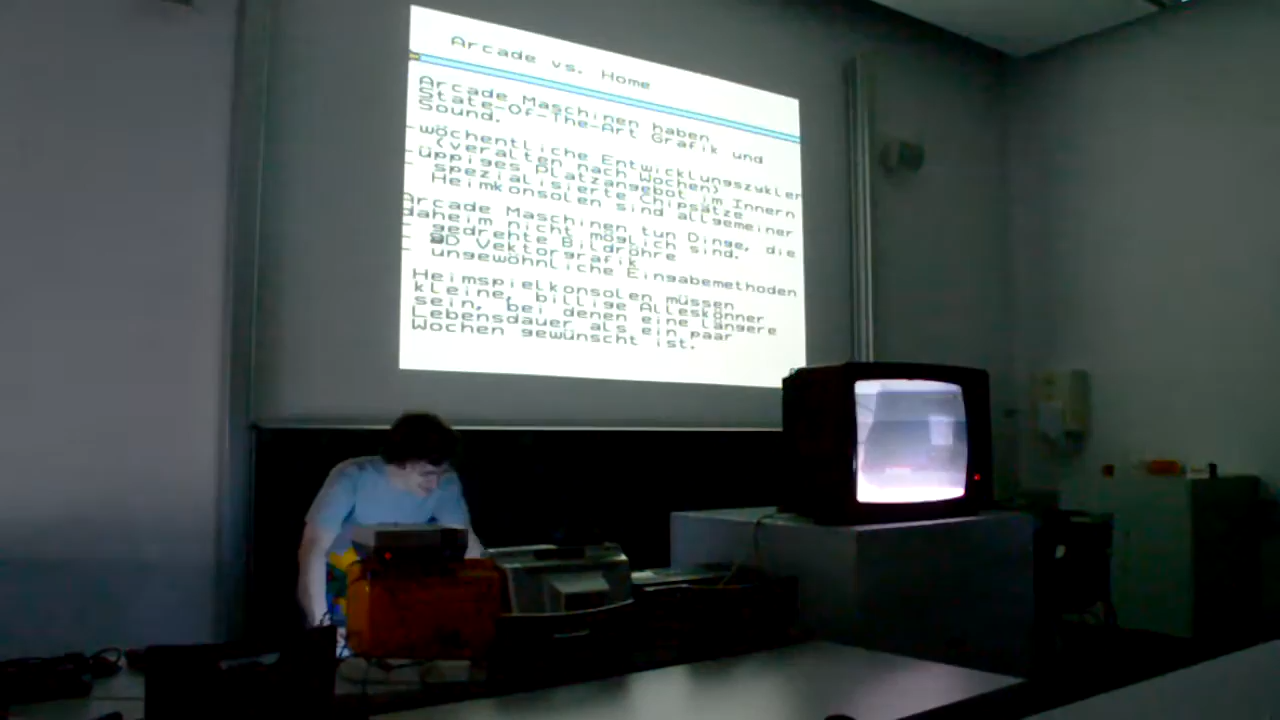 Arcade vs. Home
Arcade Maschinen haben
State-Of-The-Art Grafik und
Sound.
-wöchentliche Entwicklungszyklen
(veralten nach Wochen)
-üppiges Platzangebot im Innern
spezialisierte Chipsätze
Heimkonsolen sind allgemeiner
Arcade Maschinen tun Dinge, die
daheim nicht möglich sind.
- gedrehte Bildröhre
- 3D Vektorgrafik
- ungewöhnliche Eingabemethoden
Heimspielkonsolen müssen
kleine, billige Alleskönner
sein, bei denen eine längere
Lebensdauer als ein paar
Wochen gewünscht ist.